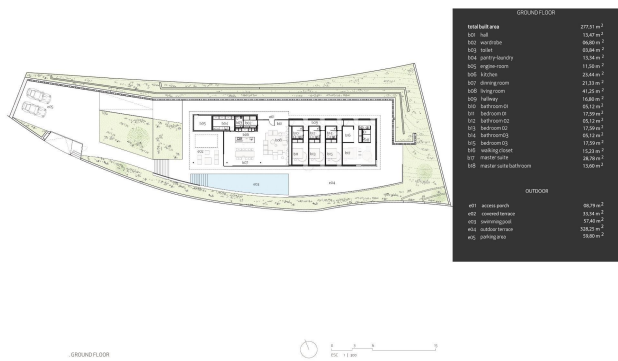 GROUND FLOOR
total built area 277,51 m²
b01 hall 13,47 m²
b02 wardrobe 06,80 m²
b03 toilet 03,84 m²
b04 pantry-laundry 13,34 m²
b05 engine-room 11,50 m²
b06 kitchen 23,44 m²
b07 dinning room 21,33 m²
b08 living room 41,25 m²
b09 hallway 16,80 m²
b10 bathroom 01 05,12 m²
b11 bedroom 01 17,59 m²
b12 bathroom 02 05,12 m²
b13 bedroom 02 17,59 m²
b14 bathroom 03 05,12 m²
b15 bedroom 03 17,59 m²
b16 walking closet 15,23 m²
b17 master suite 28,78 m²
b18 master suite bathroom 13,60 m²
OUTDOOR
e01 access porch 08,79 m²
e02 covered terrace 33,34 m²
e03 swimming pool 57,40 m²
e04 outdoor terrace 328,25 m²
e05 parking area 59,80 m²
e03
e04
. GROUND FLOOR